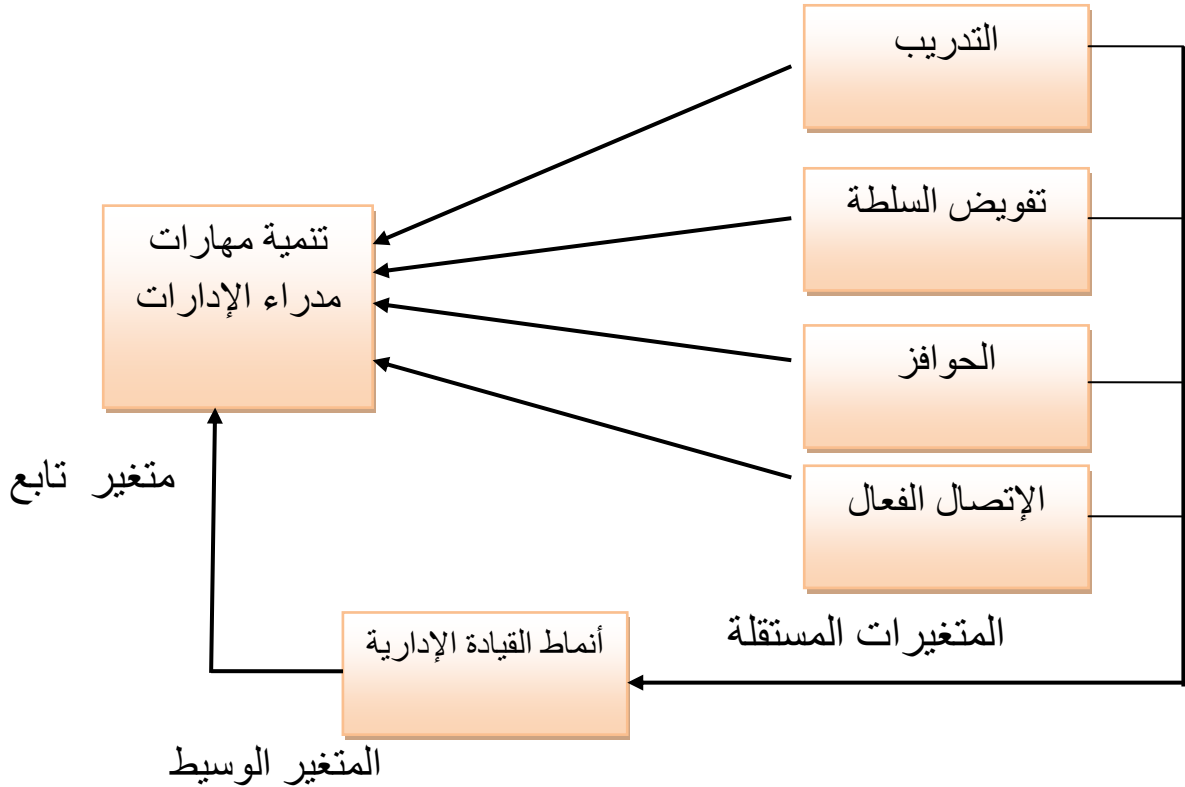 التدريب
تفويض السلطة
تنمية مهارات
مدراء الإدارات
الحوافز
متغير تابع
الإتصال الفعال
المتغيرات المستقلة
أنماط القيادة الإدارية
المتغير الوسيط